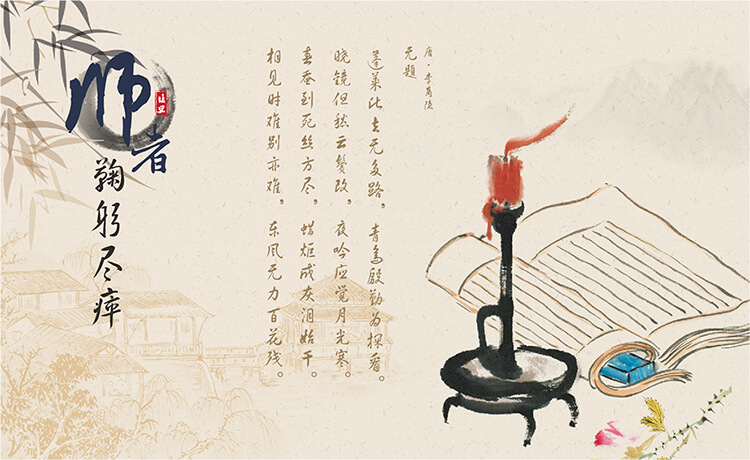 师者
鞠躬尽瘁
相见时难别亦难，东风无力百花残。
春蚕到死丝方尽，蜡炬成灰泪始干。
晓镜但愁云鬓改，夜吟应觉月光寒。
蓬莱此去无多路，青鸟殷勤为探看。
无题
唐·李商隐